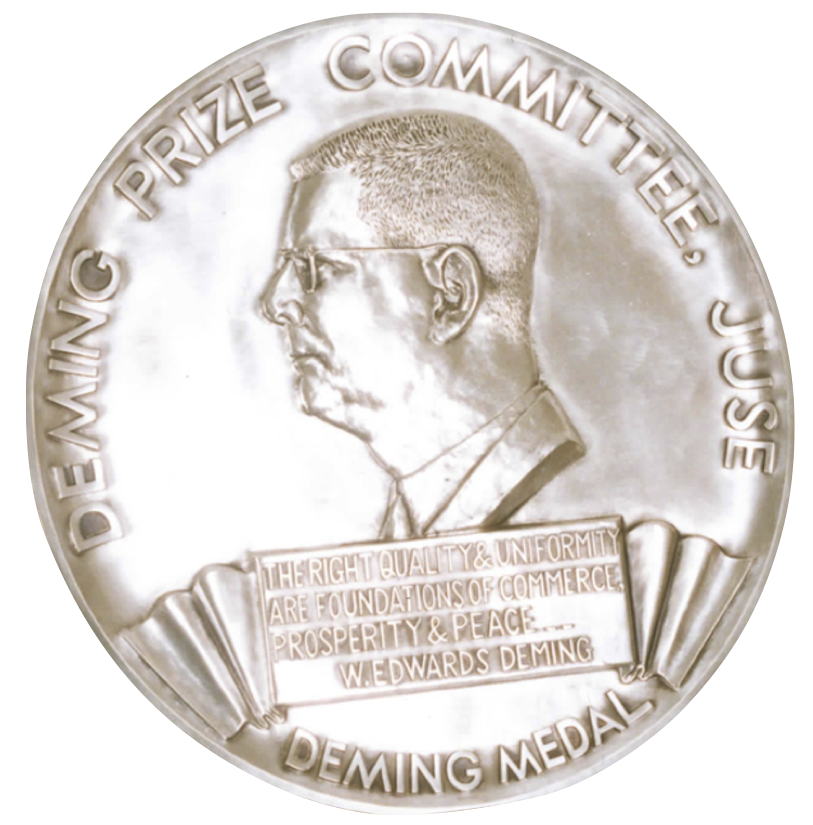 DEMING PRIZE COMMITTEE, JUSE
THE RIGHT QUALITY & UNIFORMITY
ARE FOUNDATIONS OF COMMERCE,
PROSPERITY & PEACE....
W. EDWARDS DEMING
DEMING MEDAL